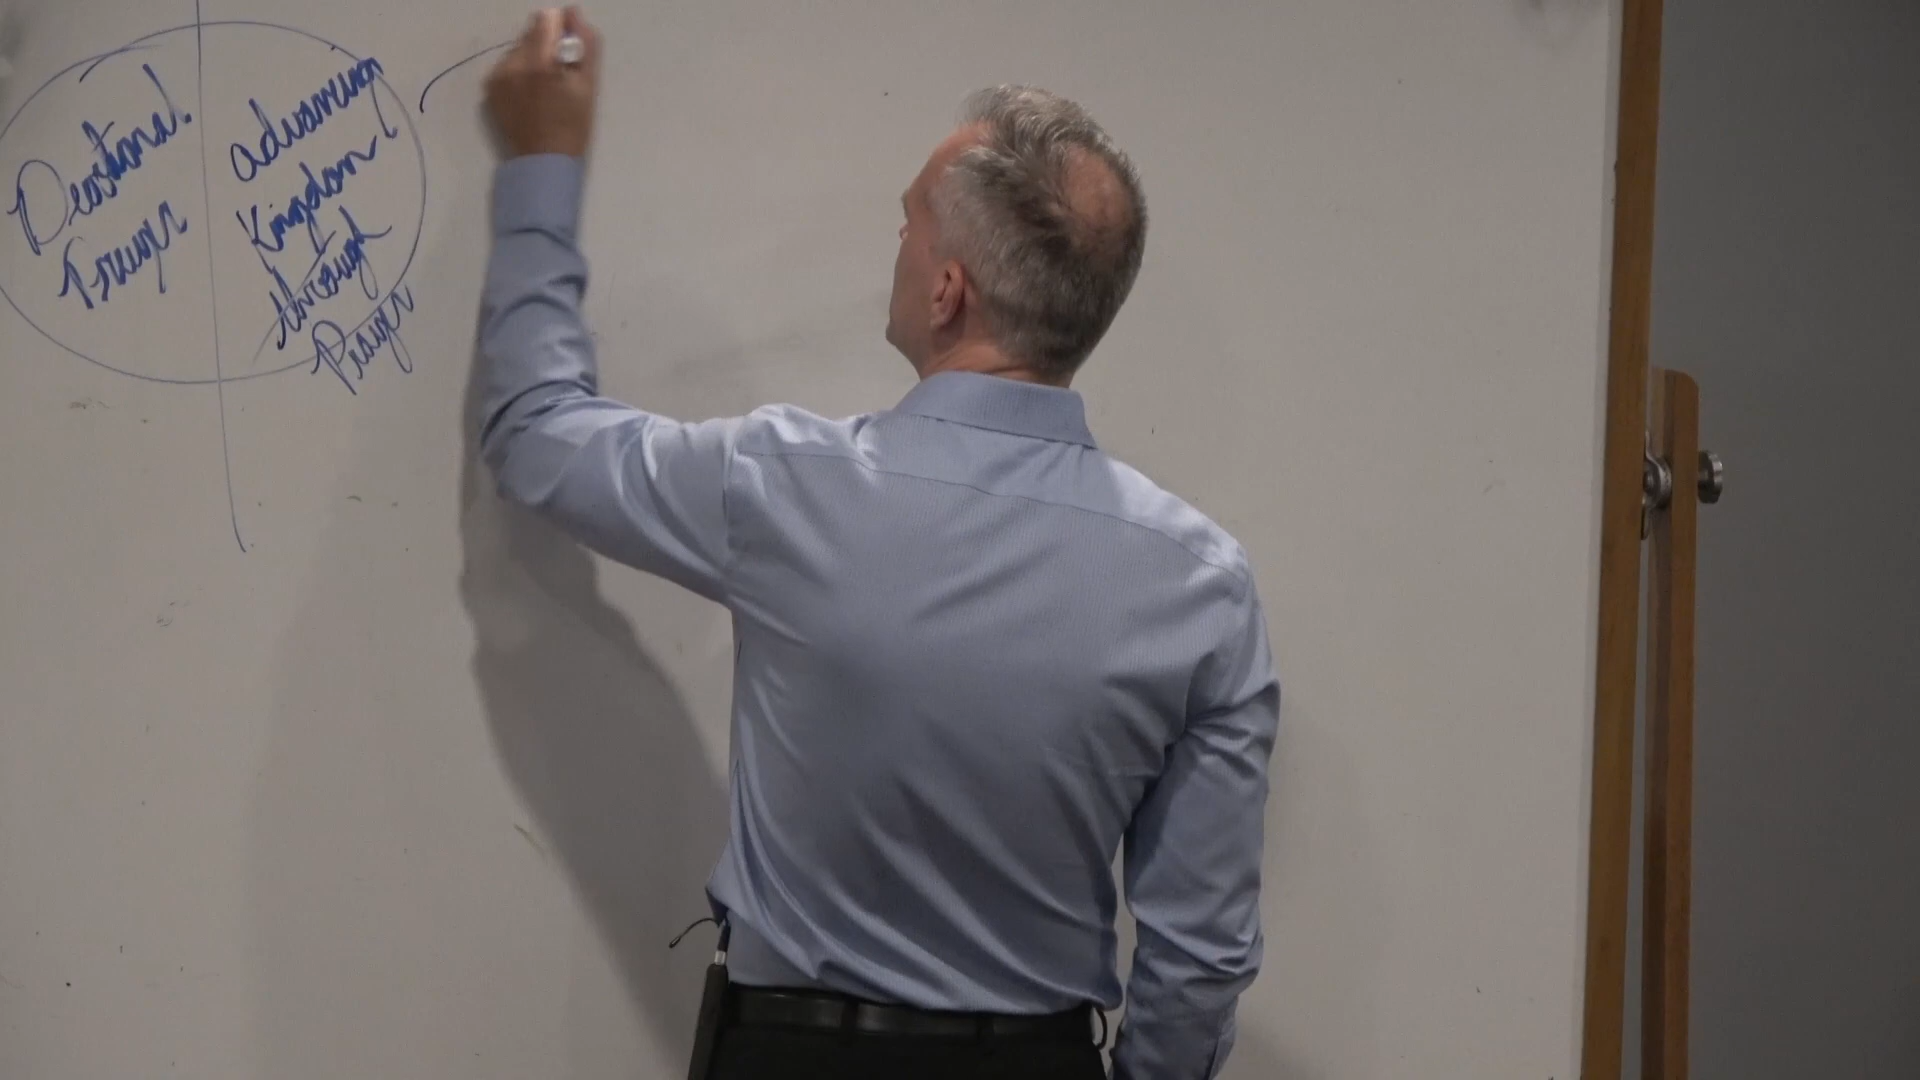 Devotional
Prayer
advancing
Kingdom
through
Prayer